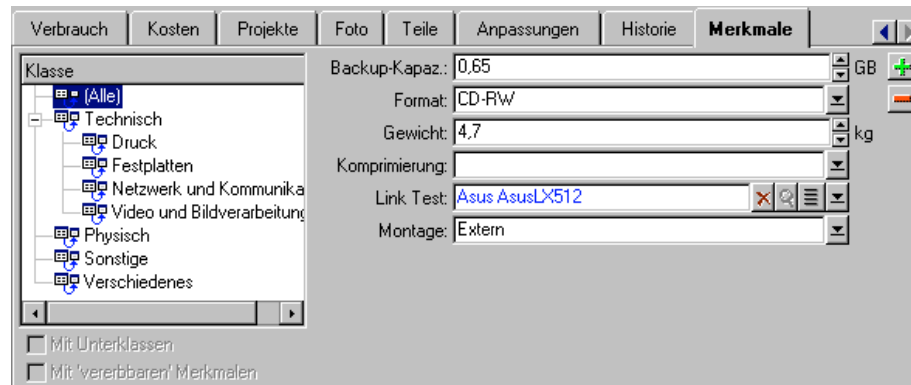 Verbrauch Kosten Projekte Foto Teile Anpassungen Historie Merkmale
Klasse
(Alle)
Technisch
Druck
Festplatten
Netzwerk und Kommunika
Video und Bildverarbeitung
Physisch
Sonstige
Verschiedenes
Mit Unterklassen
Mit 'vererbbaren' Merkmalen
Backup-Kapaz.: 0,65 GB
Format: CD-RW
Gewicht: 4,7 kg
Komprimierung:
Link Test: Asus AsusLX512
Montage: Extern